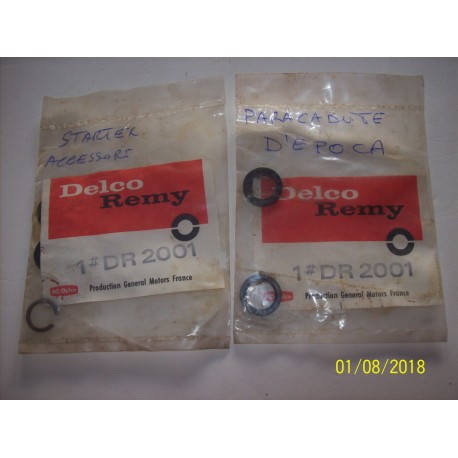 STARTER
ACCESSORI
Delco
Remy
1#DR 2001
Production General Motors France
PARACADUTE
D'EPOCA
Delco
Remy
1#DR 2001
Production General Motors France
01/08/2018